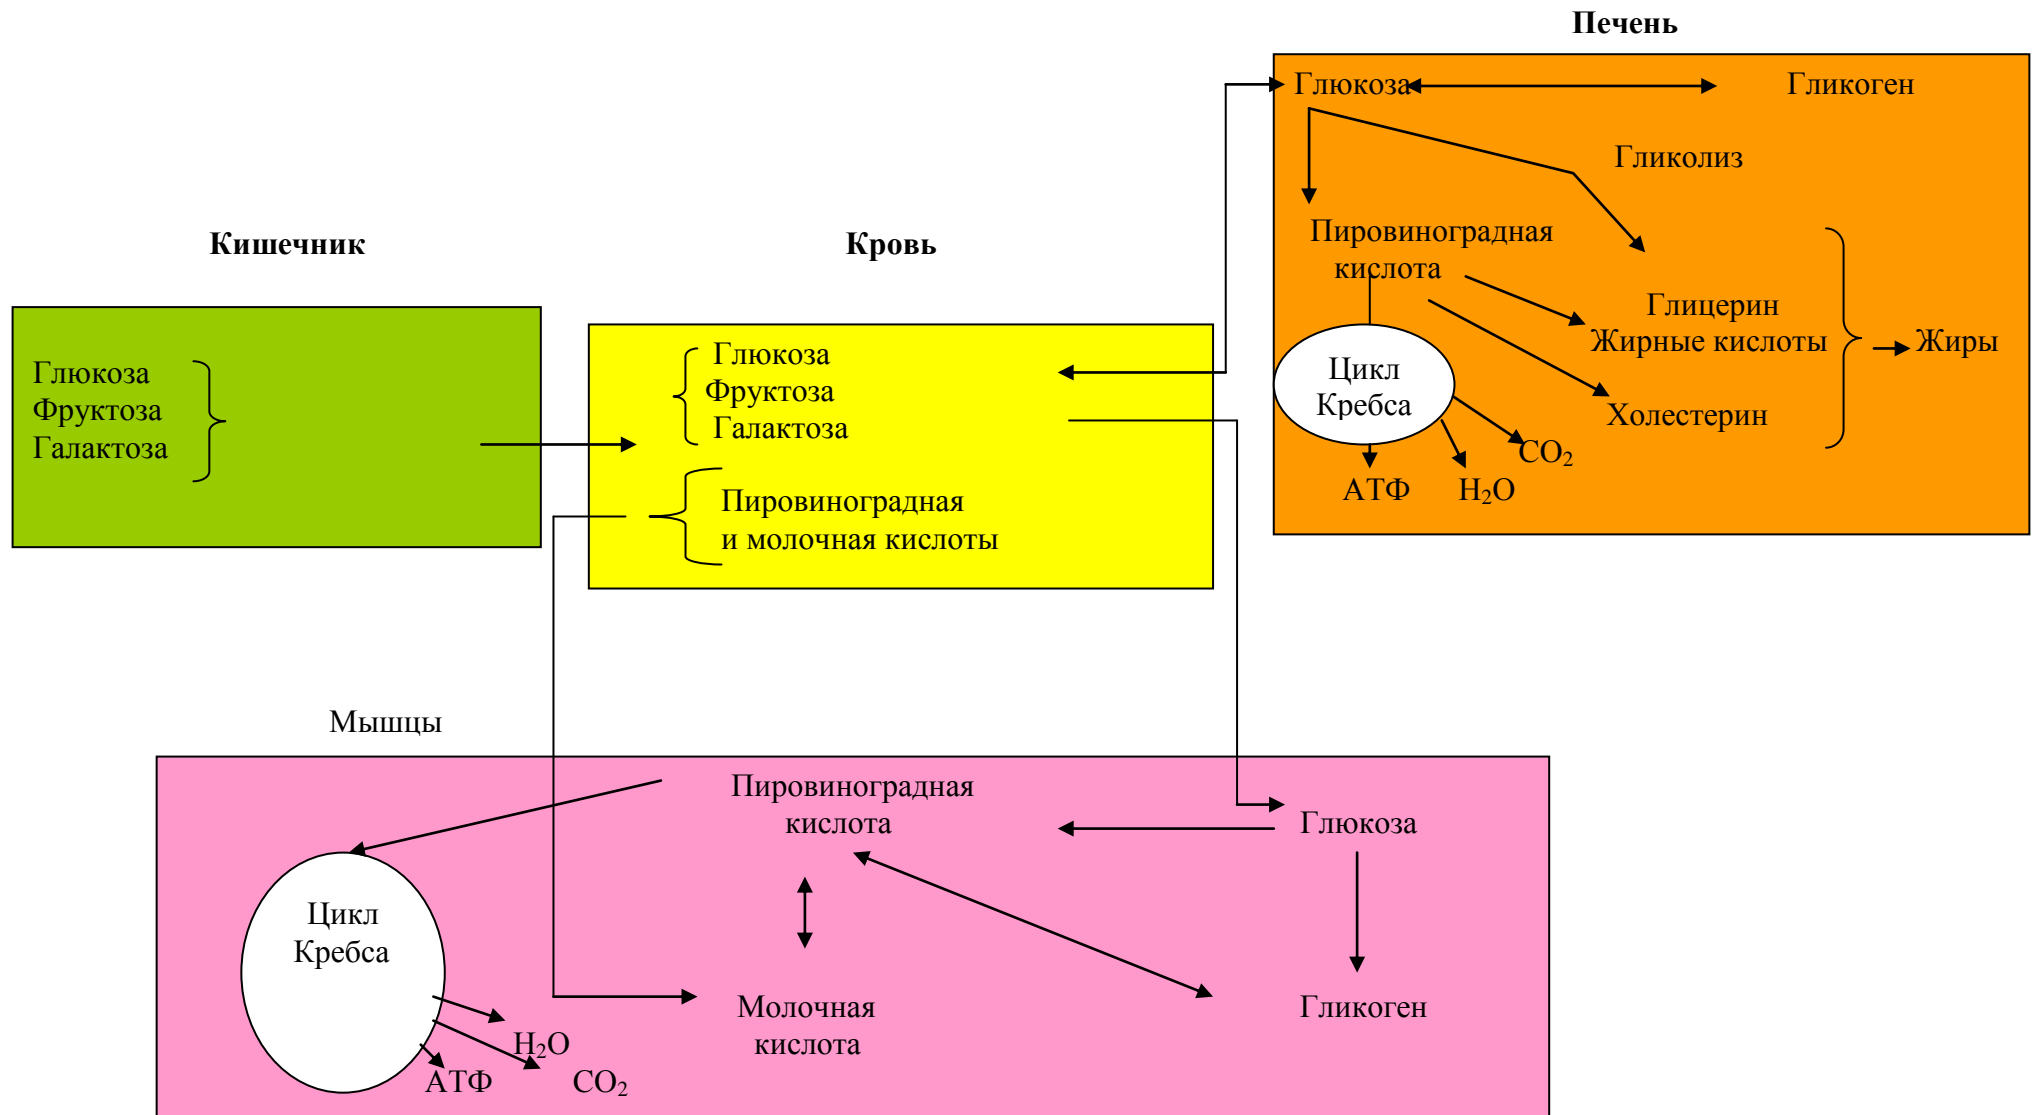 Печень
Глюкоза
Гликоген
Гликолиз
Пировиноградная
кислота
Глицерин
Жирные кислоты
Жиры
Цикл
Кребса
Холестерин
CO₂
АТФ
H₂O
Кишечник
Глюкоза
Фруктоза
Галактоза
Кровь
Глюкоза
Фруктоза
Галактоза
Пировиноградная
и молочная кислоты
Мышцы
Пировиноградная
кислота
Глюкоза
Цикл
Кребса
Молочная
кислота
Гликоген
H₂O
АТФ
CO₂